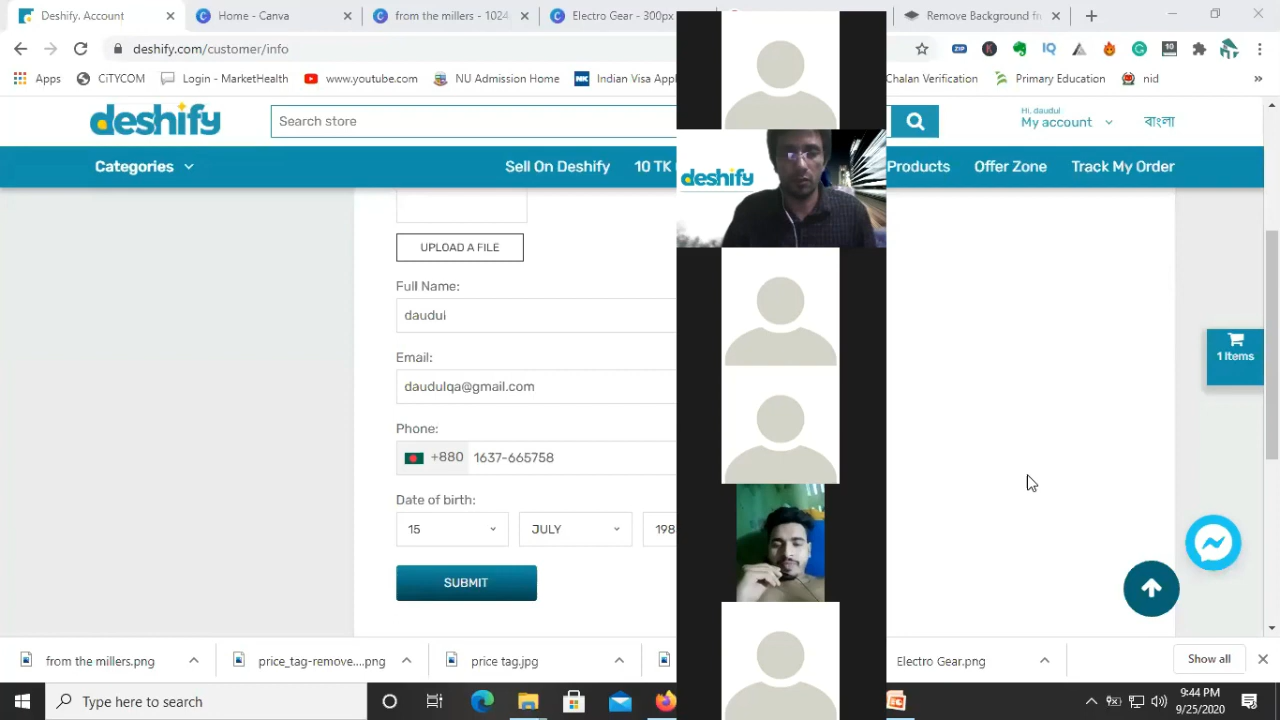 Deshify. Account
Home - Canva
from the millers - 1024
Electro Gear - 300px
Remove Background fr
deshify.com/customer/info
Apps
CiTYCOM
Login - MarketHealth
www.youtube.com
NU Admission Home
Indian Visa App
Chalan Verification
Primary Education
nid
deshify
Search store
Hi, daudul
My account
বাংলা
Categories
Sell On Deshify
10 TK
Products
Offer Zone
Track My Order
deshify
UPLOAD A FILE
Full Name:
daudui
1 Items
Email:
daudulqa@gmail.com
Phone:
+880
1637-665758
Date of birth:
15
JULY
198
SUBMIT
from the millers.png
price_tag-remove....png
price tag.jpg
Electro Gear.png
Show all
Type here to search
9:44 PM
9/25/2020